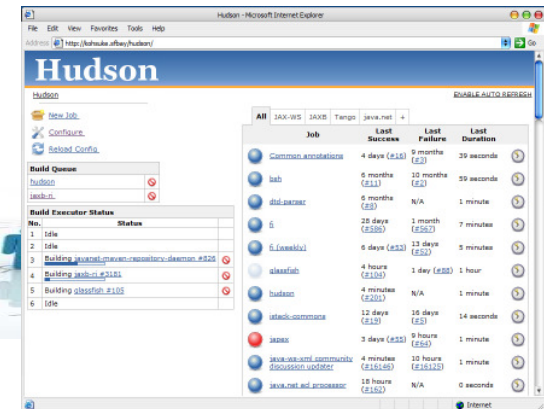 Hudson - Microsoft Internet Explorer
File Edit View Favorites Tools Help
Address http://kohsuke.sfbay/hudson/ Go
Hudson
Hudson
ENABLE AUTO REFRESH
New Job
Configure
Reload Config
Build Queue
hudson
jaxb-ri
Build Executor Status
No. Status
1 Idle
2 Idle
3 Building javanet-maven-repository-daemon #826
4 Building jaxb-ri #3181
5 Building glassfish #105
6 Idle
All JAX-WS JAXB Tango java.net +
Job Last Success Last Failure Last Duration
Common annotations 4 days (#16) 9 months (#3) 39 seconds
bsh 6 months (#11) 10 months (#2) 59 seconds
dtd-parser 6 months (#8) N/A 1 minute
fi 28 days (#586) 1 month (#567) 7 minutes
fi (weekly) 6 days (#53) 13 days (#52) 5 minutes
glassfish 4 hours (#104) 1 day (#88) 1 hour
hudson 4 minutes (#201) N/A 1 minute
istack-commons 12 days (#19) 16 days (#5) 14 seconds
japex 3 days (#55) 9 hours (#64) 1 minute
java-ws-xml community discussion updater 4 minutes (#16146) 10 hours (#16125) 1 minute
java.net ad processor 18 hours (#162) N/A 0 seconds
Internet